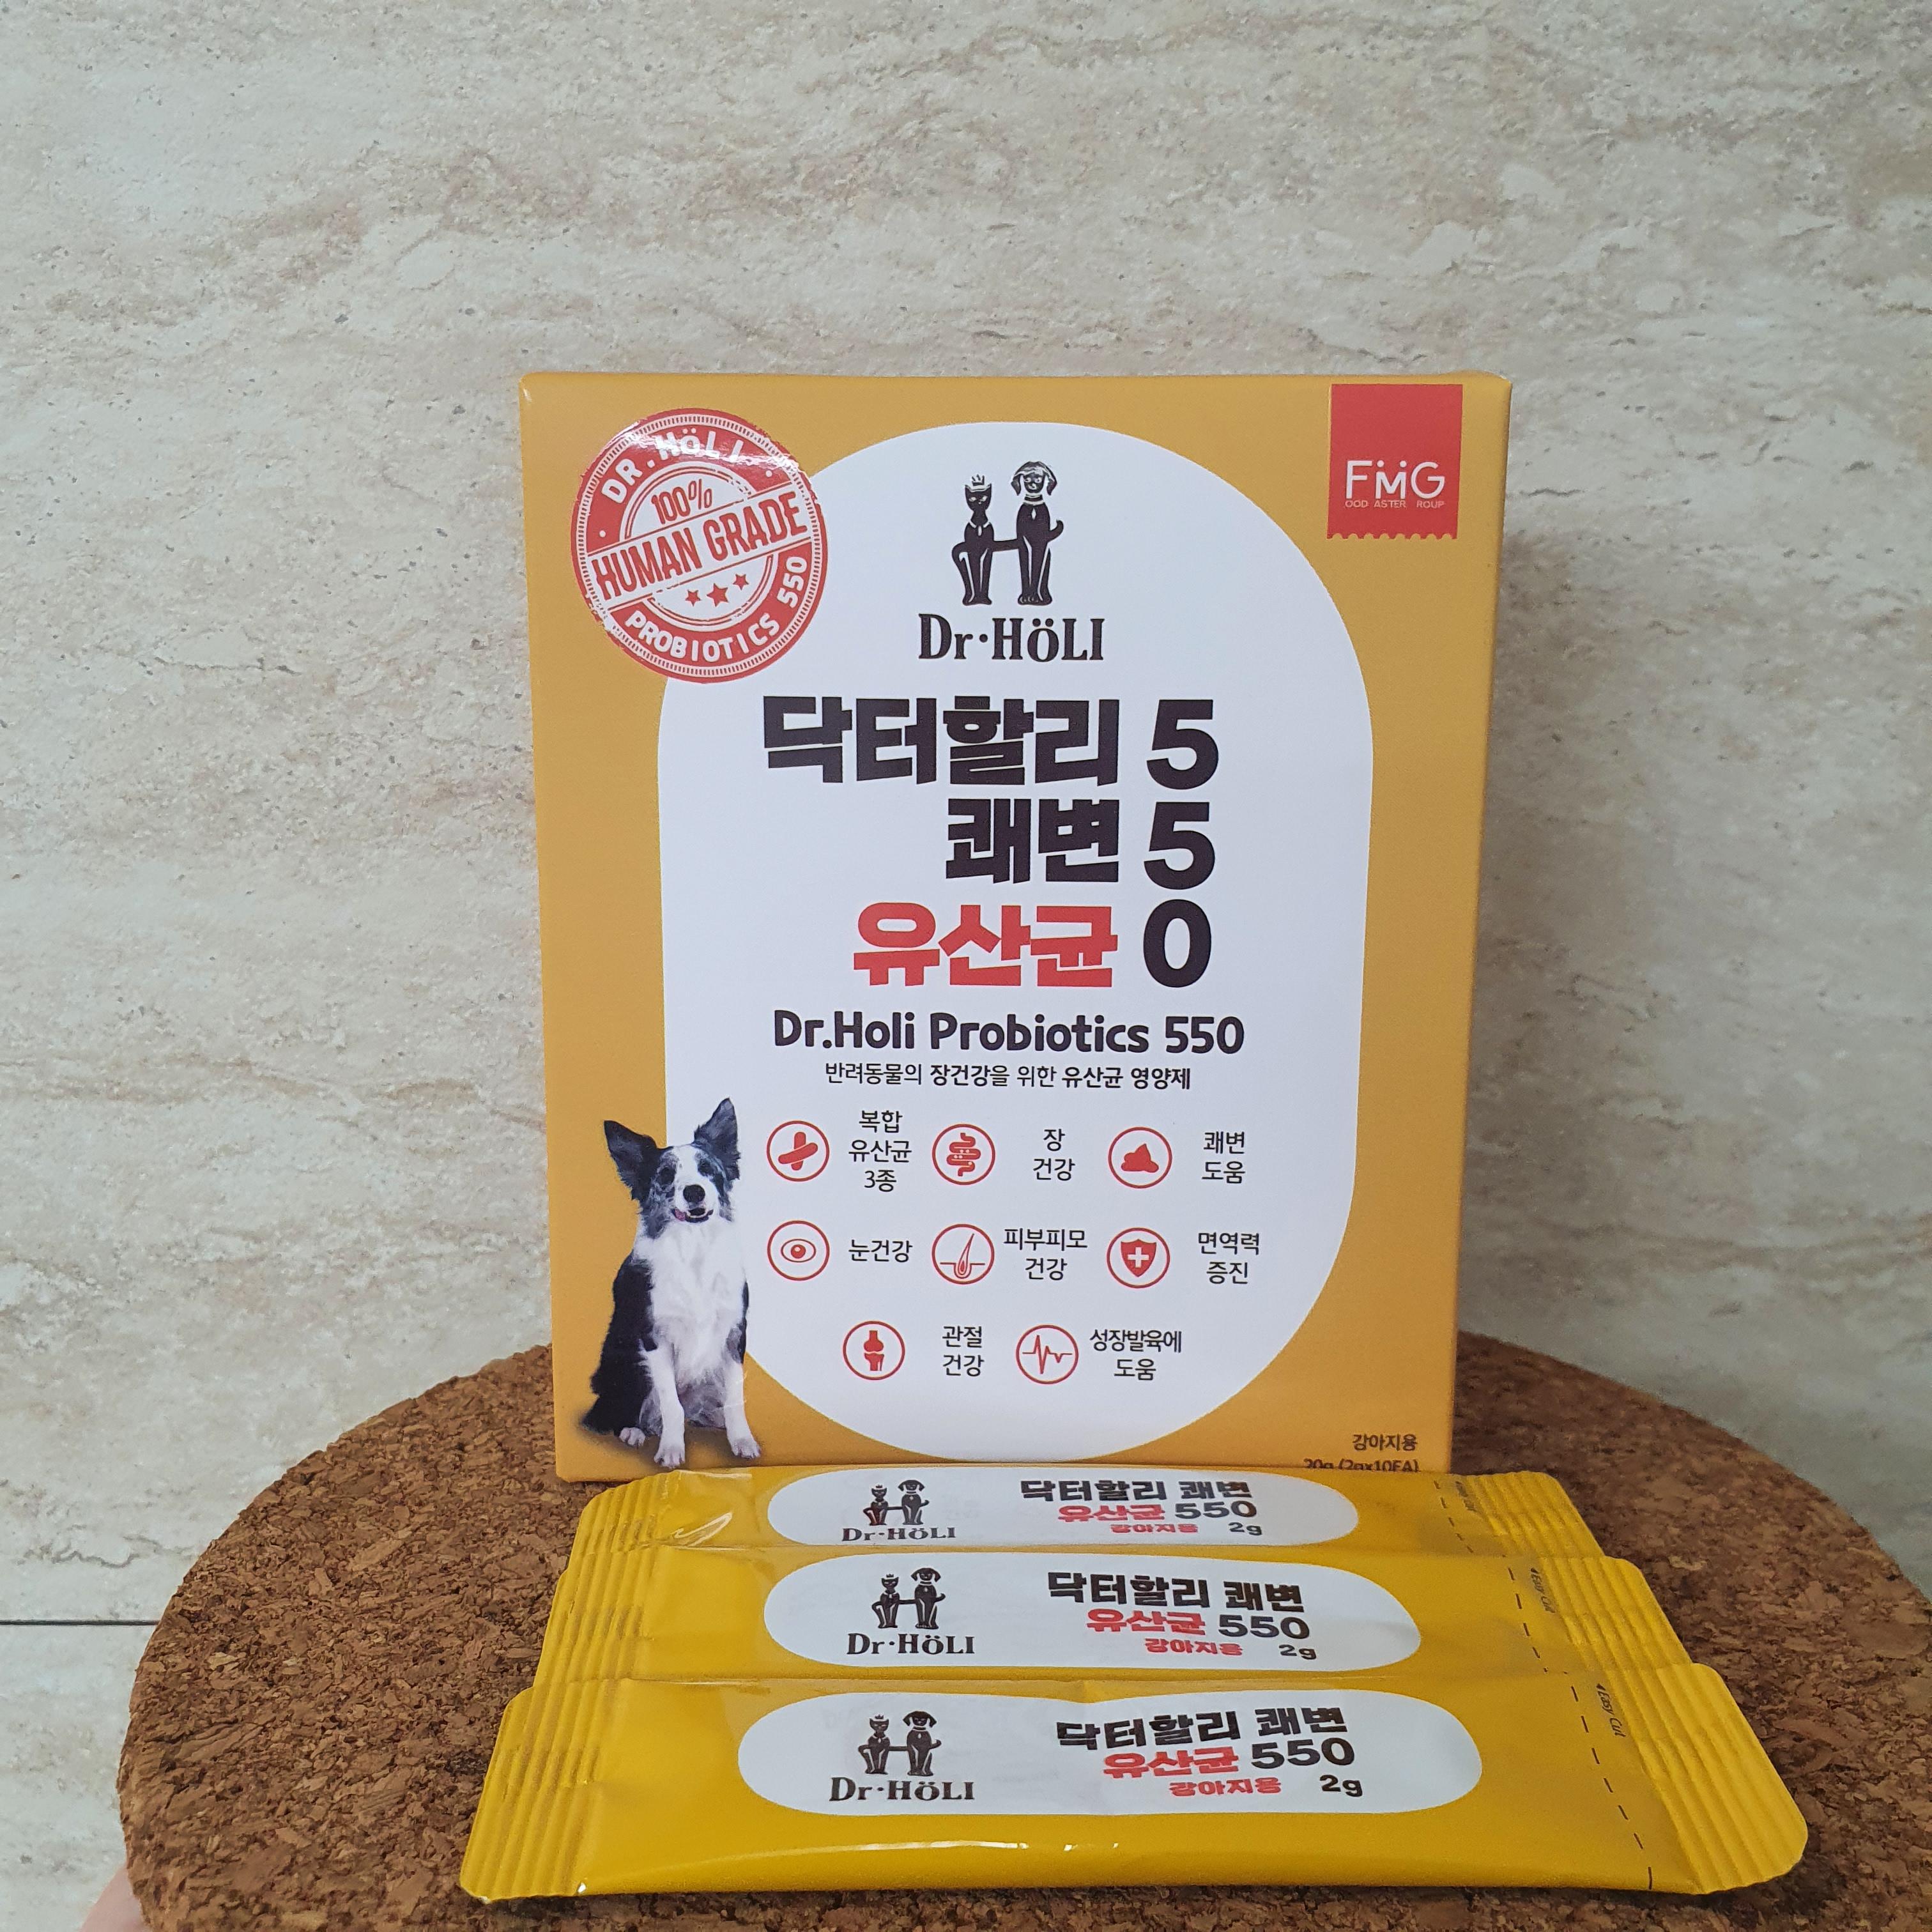 DR.HÖLI
100%
HUMAN GRADE
PROBIOTICS 550
FMG
OOD ASTER ROUP
Dr·HÖLI
닥터할리 5
쾌변 5
유산균 0
Dr.Holi Probiotics 550
반려동물의 장건강을 위한 유산균 영양제
복합
유산균
3종
장
건강
쾌변
도움
눈건강
피부피모
건강
면역력
증진
관절
건강
성장발육에
도움
강아지용
20g (2gx10EA)
닥터할리 쾌변
유산균 550
강아지용 2g
Dr·HÖLI
닥터할리 쾌변
유산균 550
강아지용 2g
Dr·HÖLI
Easy Cut
닥터할리 쾌변
유산균 550
강아지용 2g
Dr·HÖLI
Easy Cut